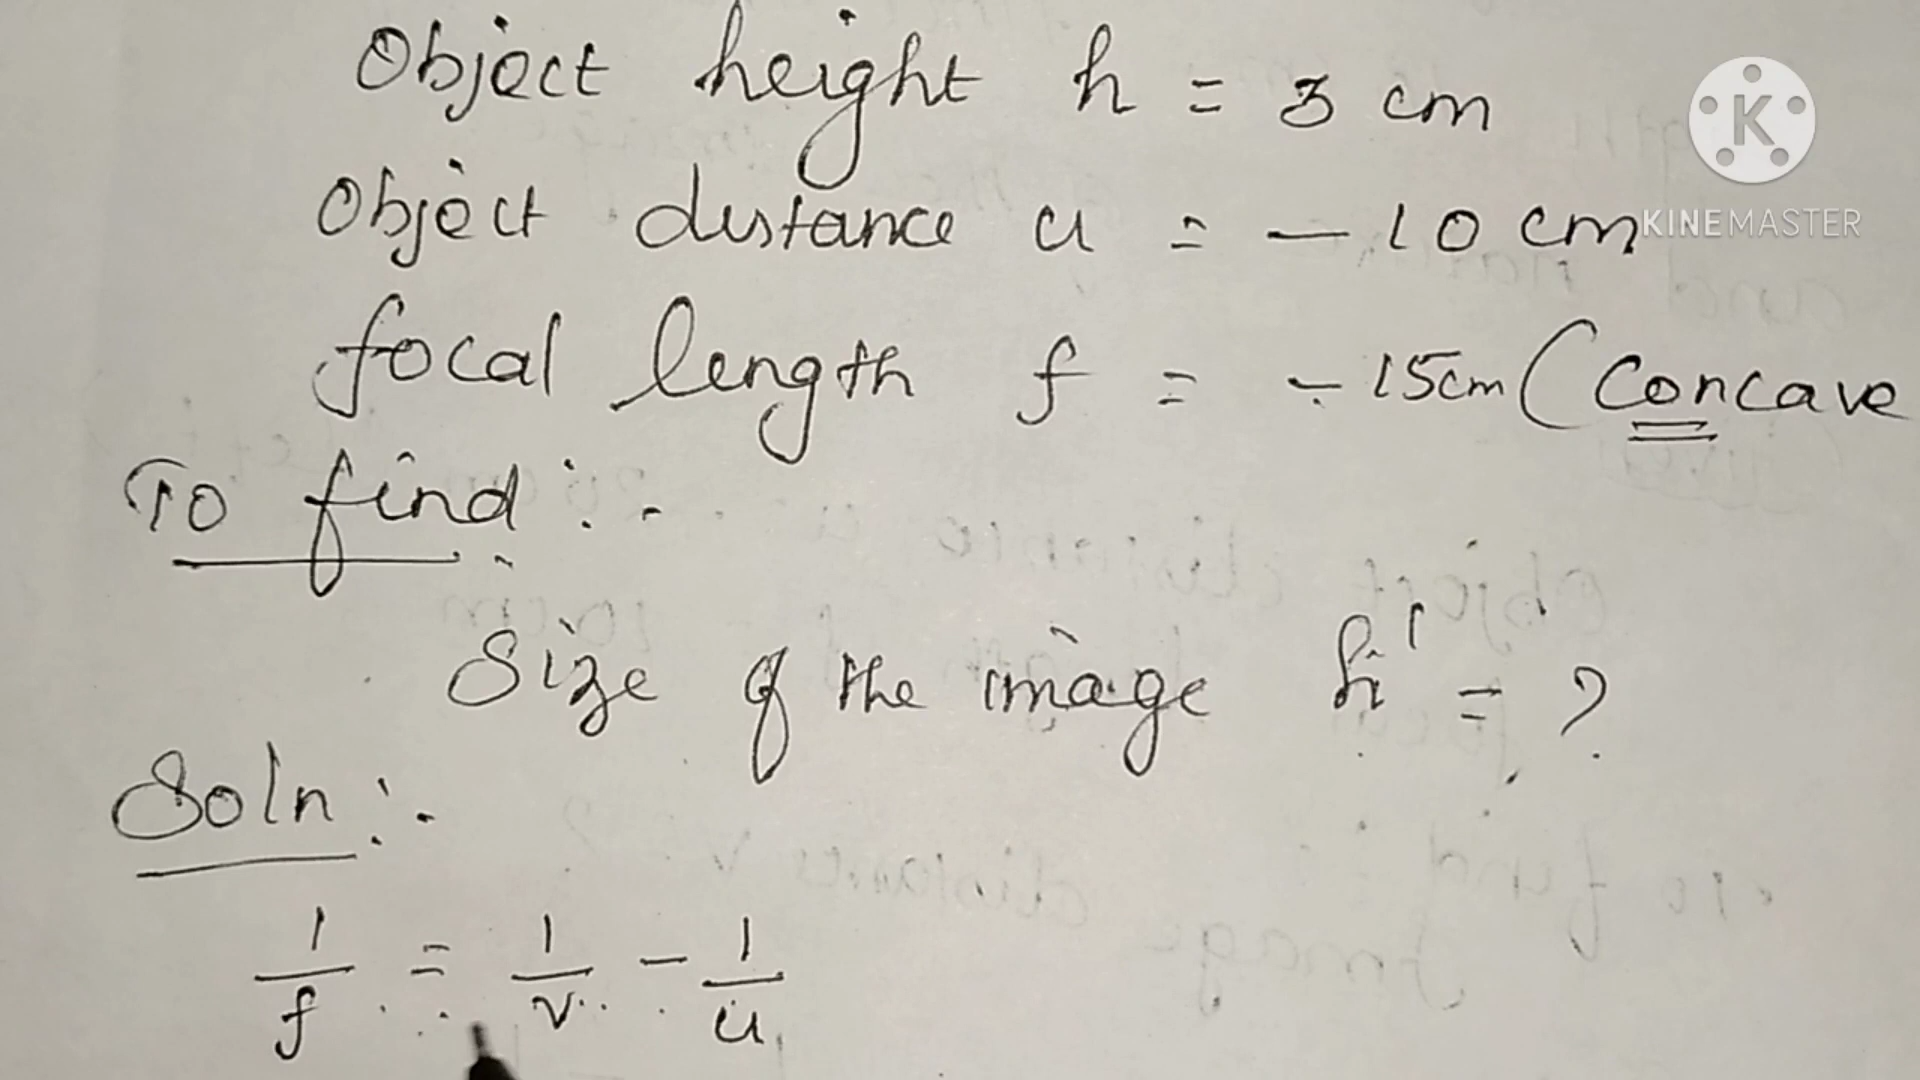 Object height h = 3 cm
Object distance u = - 10 cm
focal length f = - 15cm (Concave
To find :-
Size of the image h' = ?
Soln :-
1/f = 1/v - 1/u
K
KINEMASTER